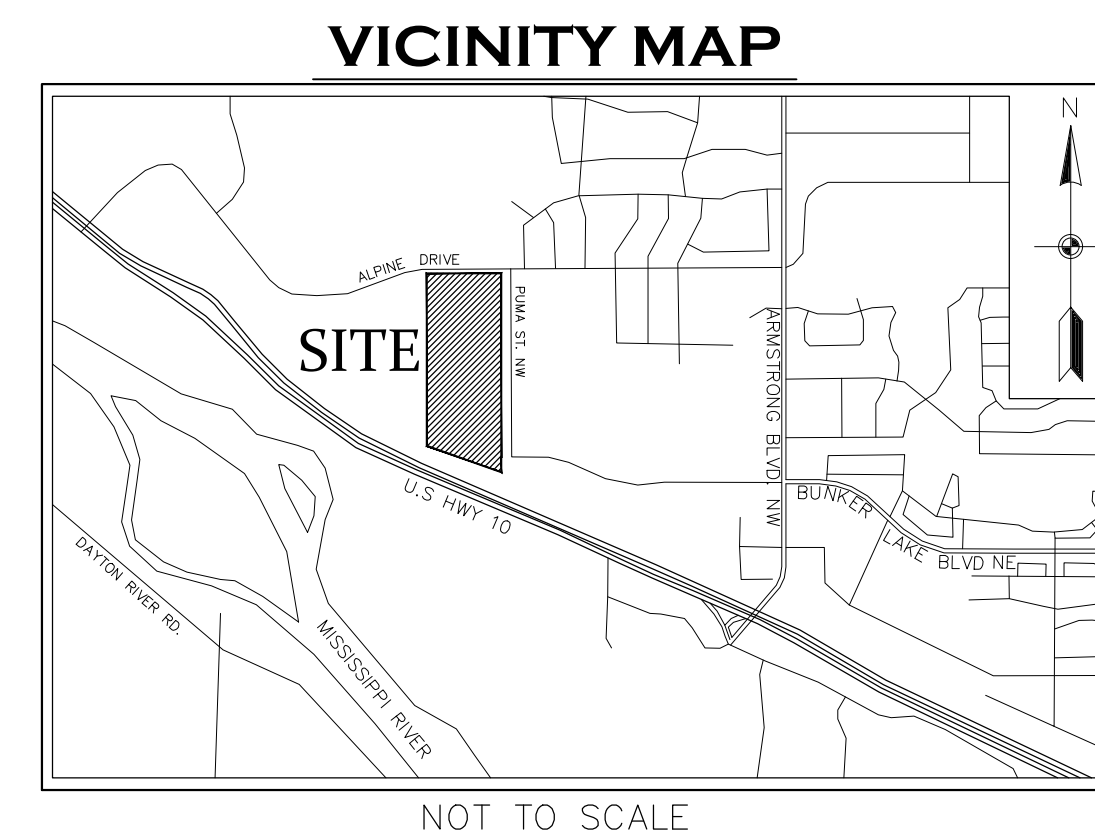 VICINITY MAP
N
ALPINE DRIVE
PUMA ST. NW
SITE
ARMSTRONG BLVD. NW
U.S HWY 10
BUNKER LAKE BLVD NE
DAYTON RIVER RD.
MISSISSIPPI RIVER
NOT TO SCALE